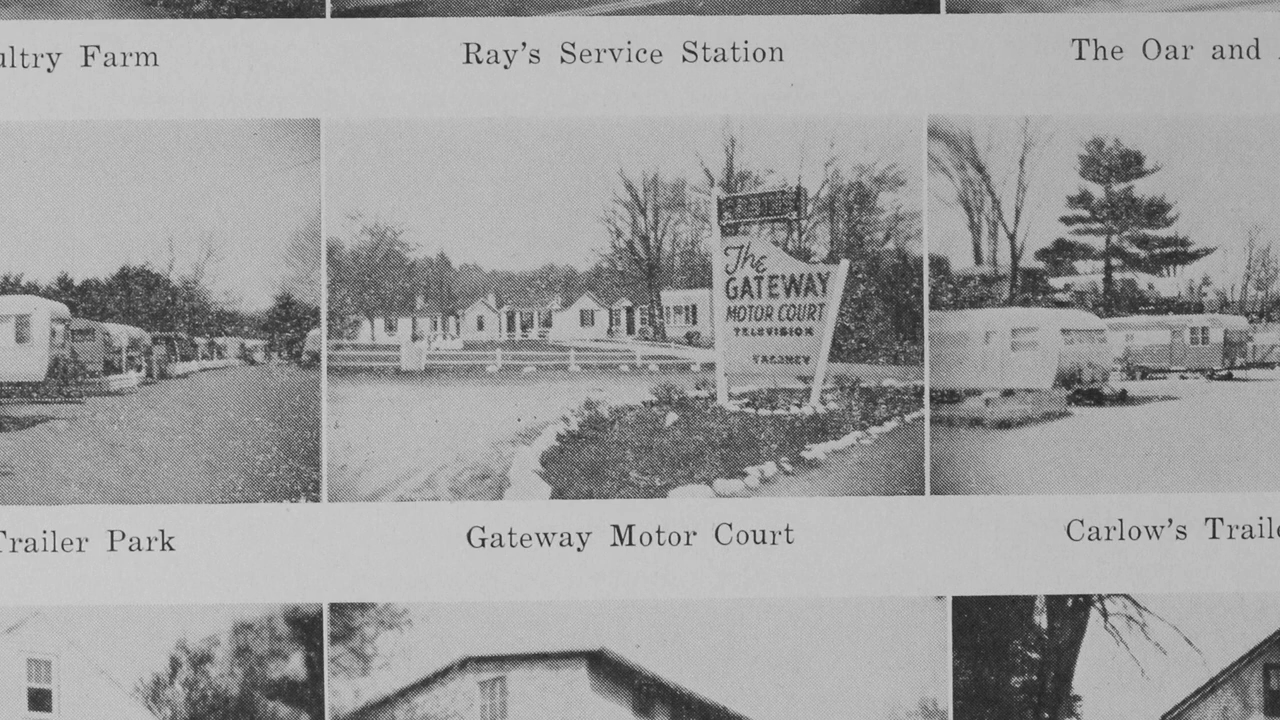 ultry Farm
Ray's Service Station
The Oar and
The
GATEWAY
MOTOR COURT
TELEVISION
VACANCY
Trailer Park
Gateway Motor Court
Carlow's Traile